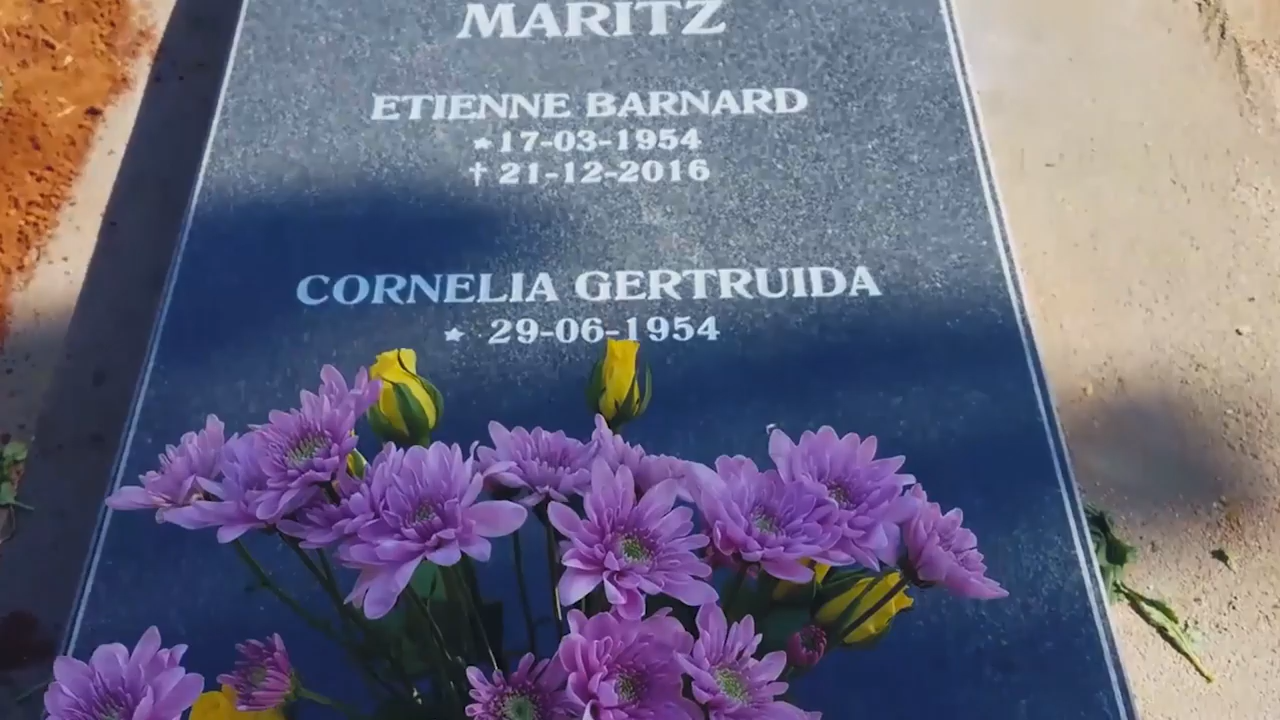 MARITZ
ETIENNE BARNARD
★17-03-1954
†21-12-2016
CORNELIA GERTRUIDA
★ 29-06-1954